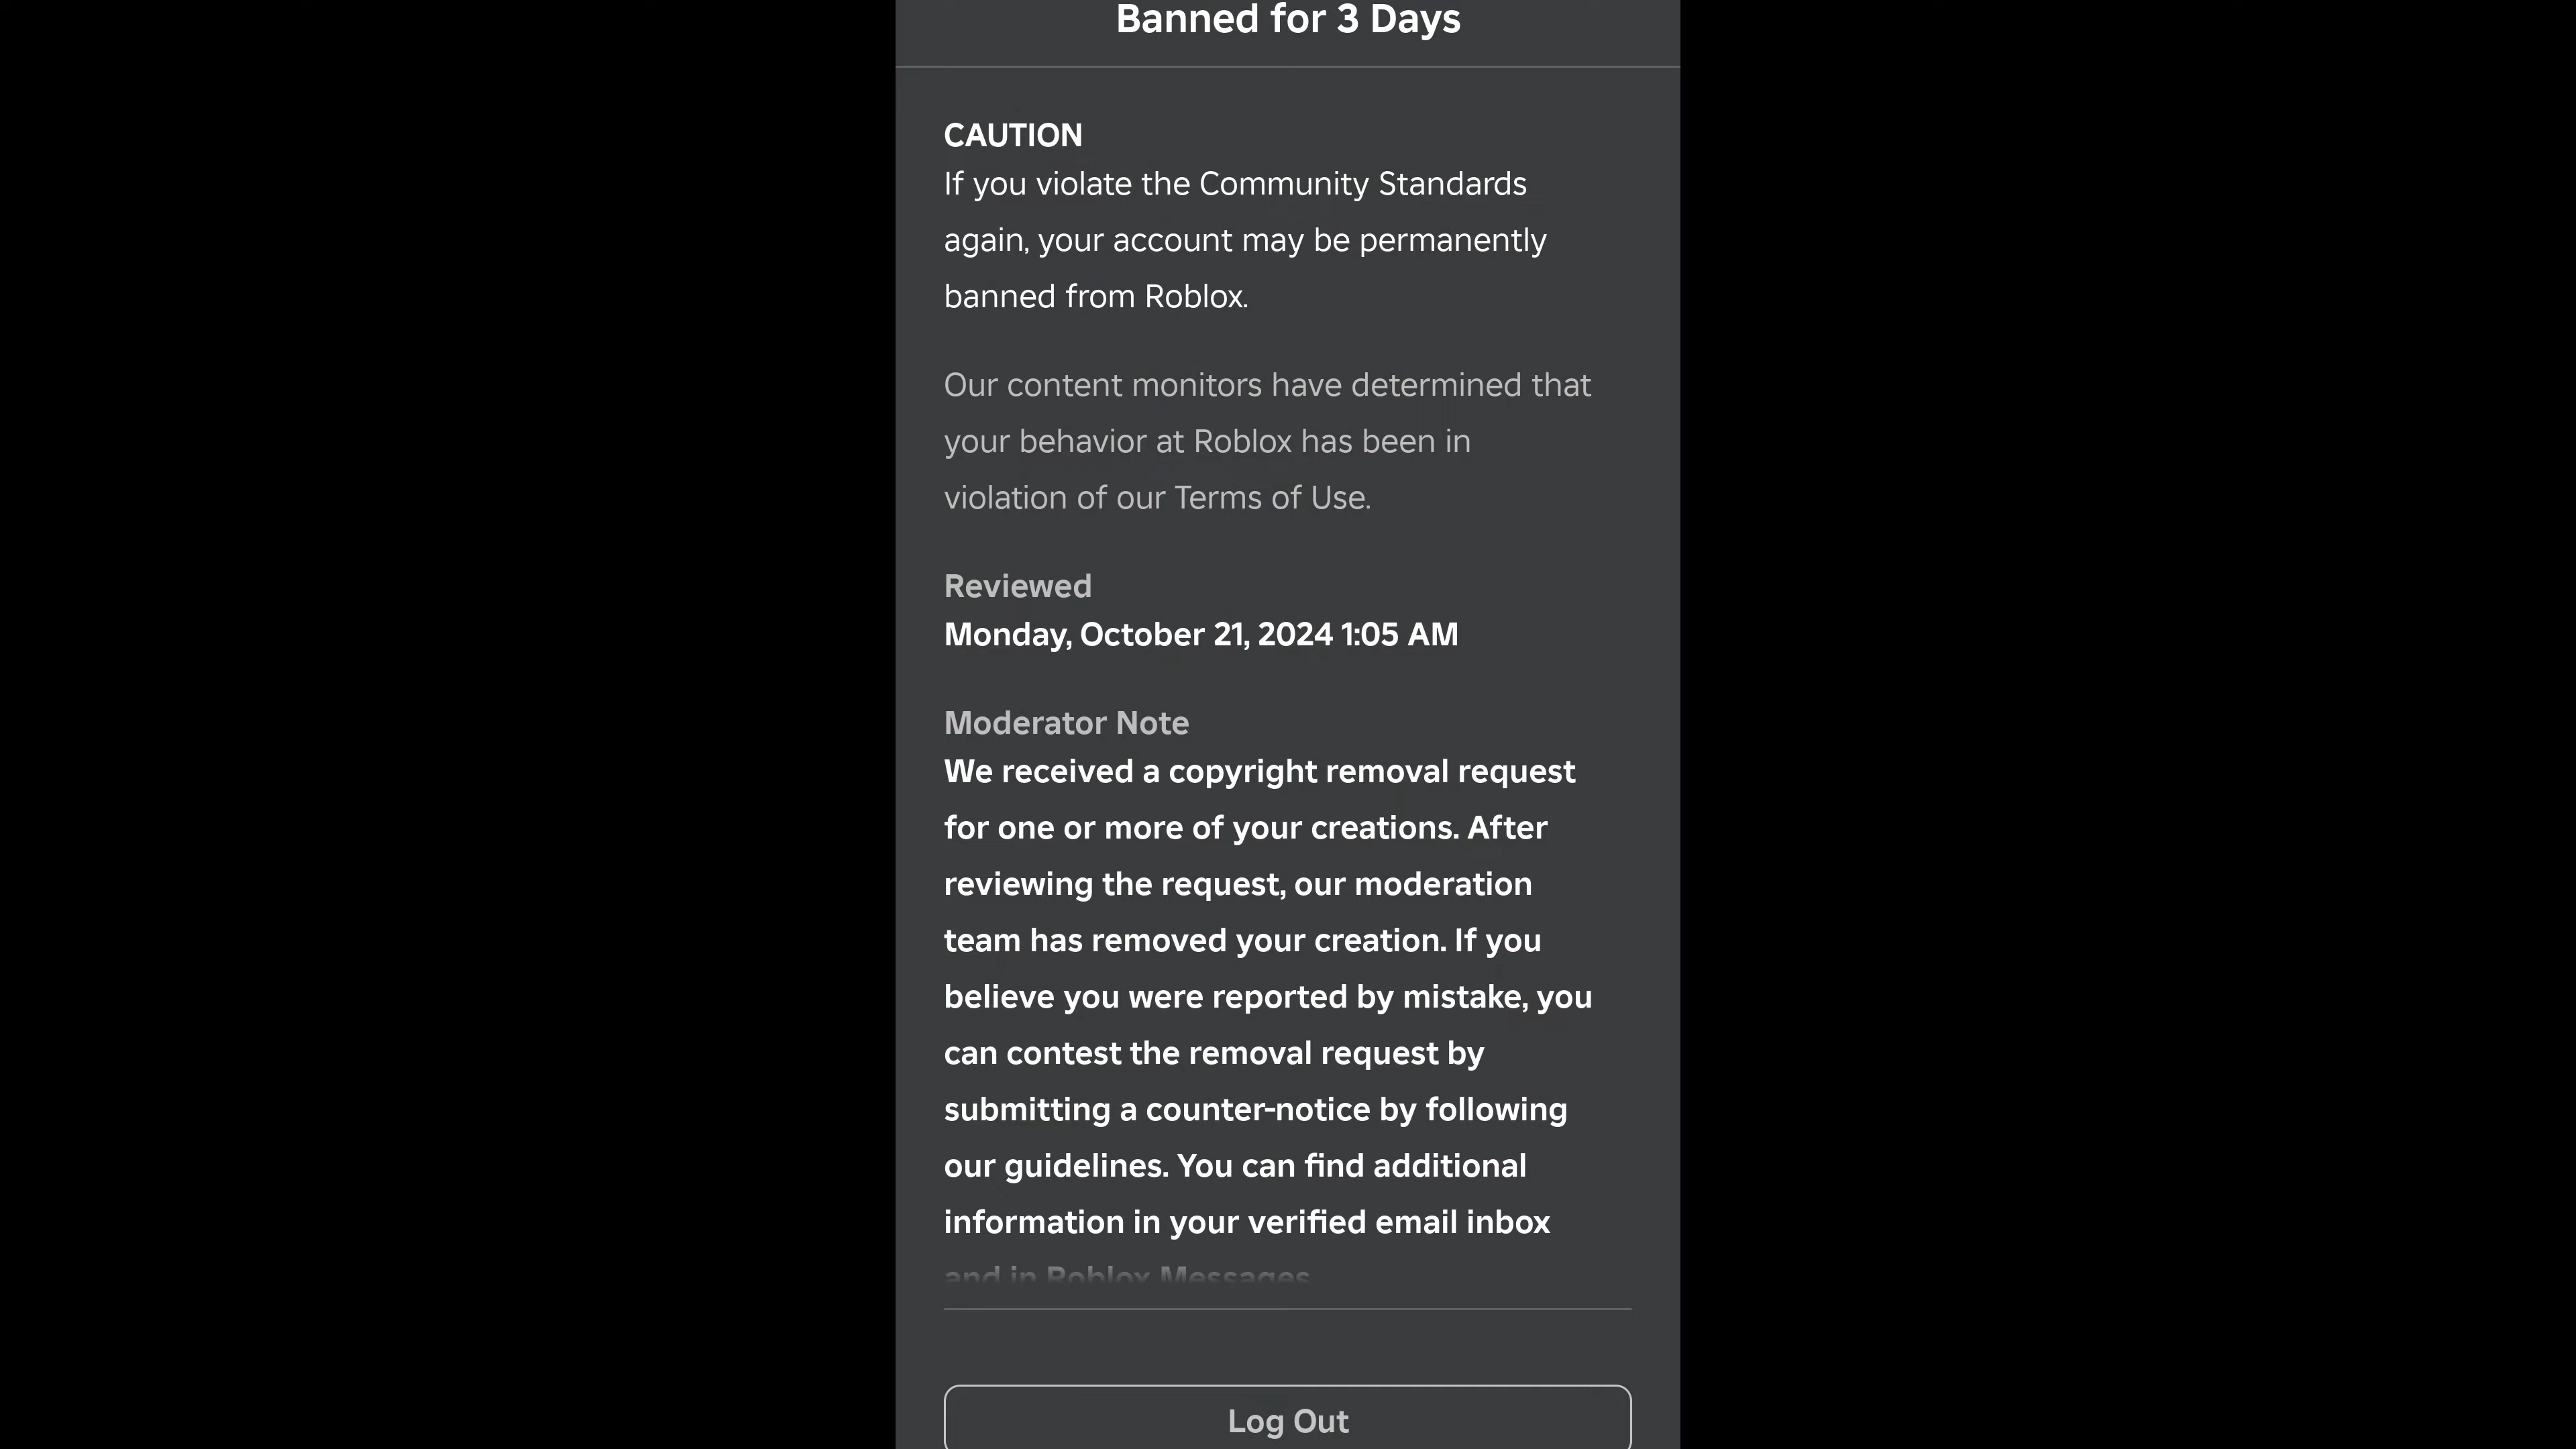 Banned for 3 Days
CAUTION
If you violate the Community Standards
again, your account may be permanently
banned from Roblox.
Our content monitors have determined that
your behavior at Roblox has been in
violation of our Terms of Use.
Reviewed
Monday, October 21, 2024 1:05 AM
Moderator Note
We received a copyright removal request
for one or more of your creations. After
reviewing the request, our moderation
team has removed your creation. If you
believe you were reported by mistake, you
can contest the removal request by
submitting a counter-notice by following
our guidelines. You can find additional
information in your verified email inbox
and in Roblox Messages
Log Out